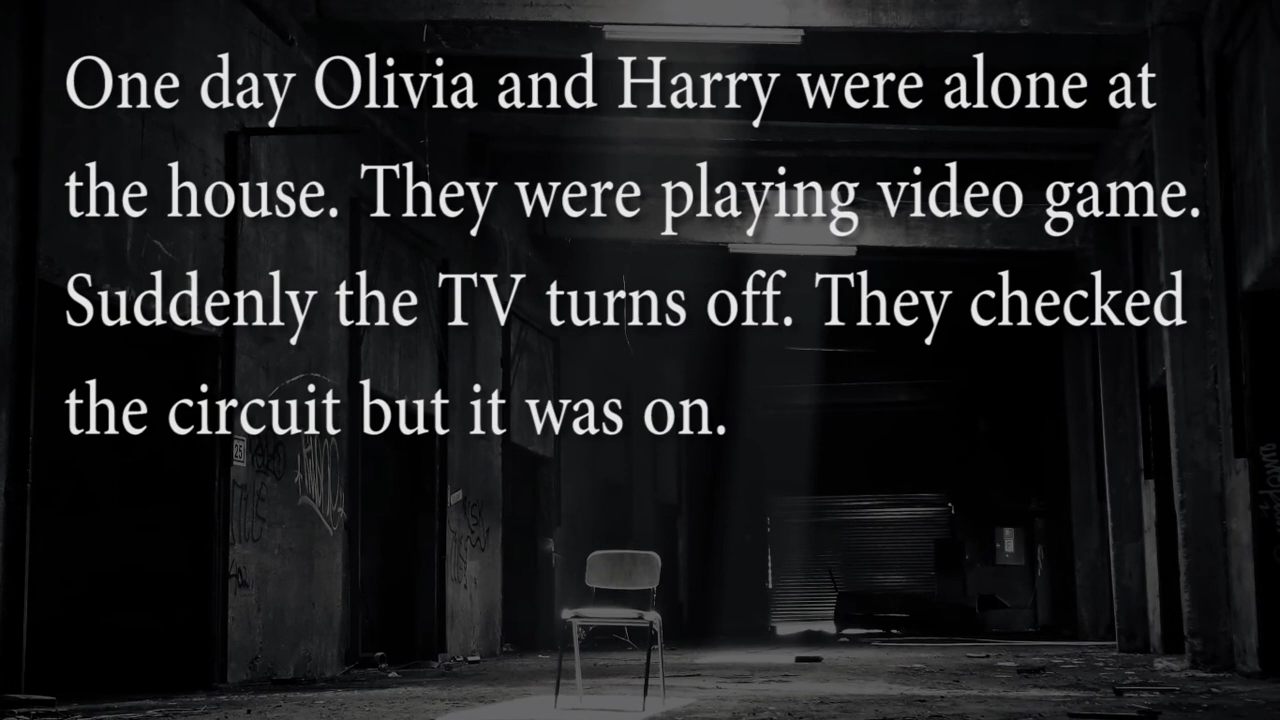 One day Olivia and Harry were alone at
the house. They were playing video game.
Suddenly the TV turns off. They checked
the circuit but it was on.
25